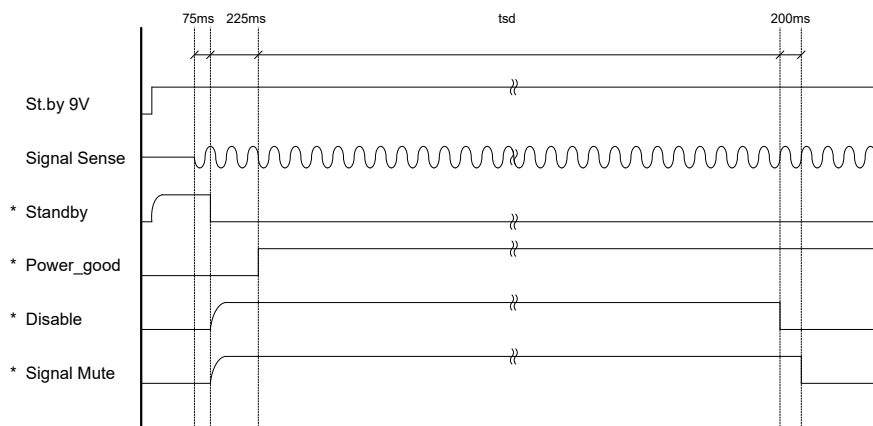 75ms 225ms tsd 200ms
St.by 9V
Signal Sense
* Standby
* Power_good
* Disable
* Signal Mute